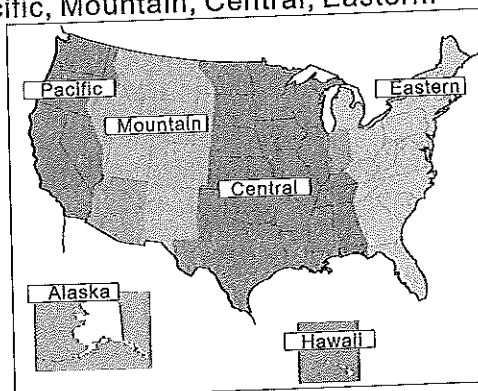 Pacific, Mountain, Central, Eastern
Pacific
Eastern
Mountain
Central
Alaska
Hawaii